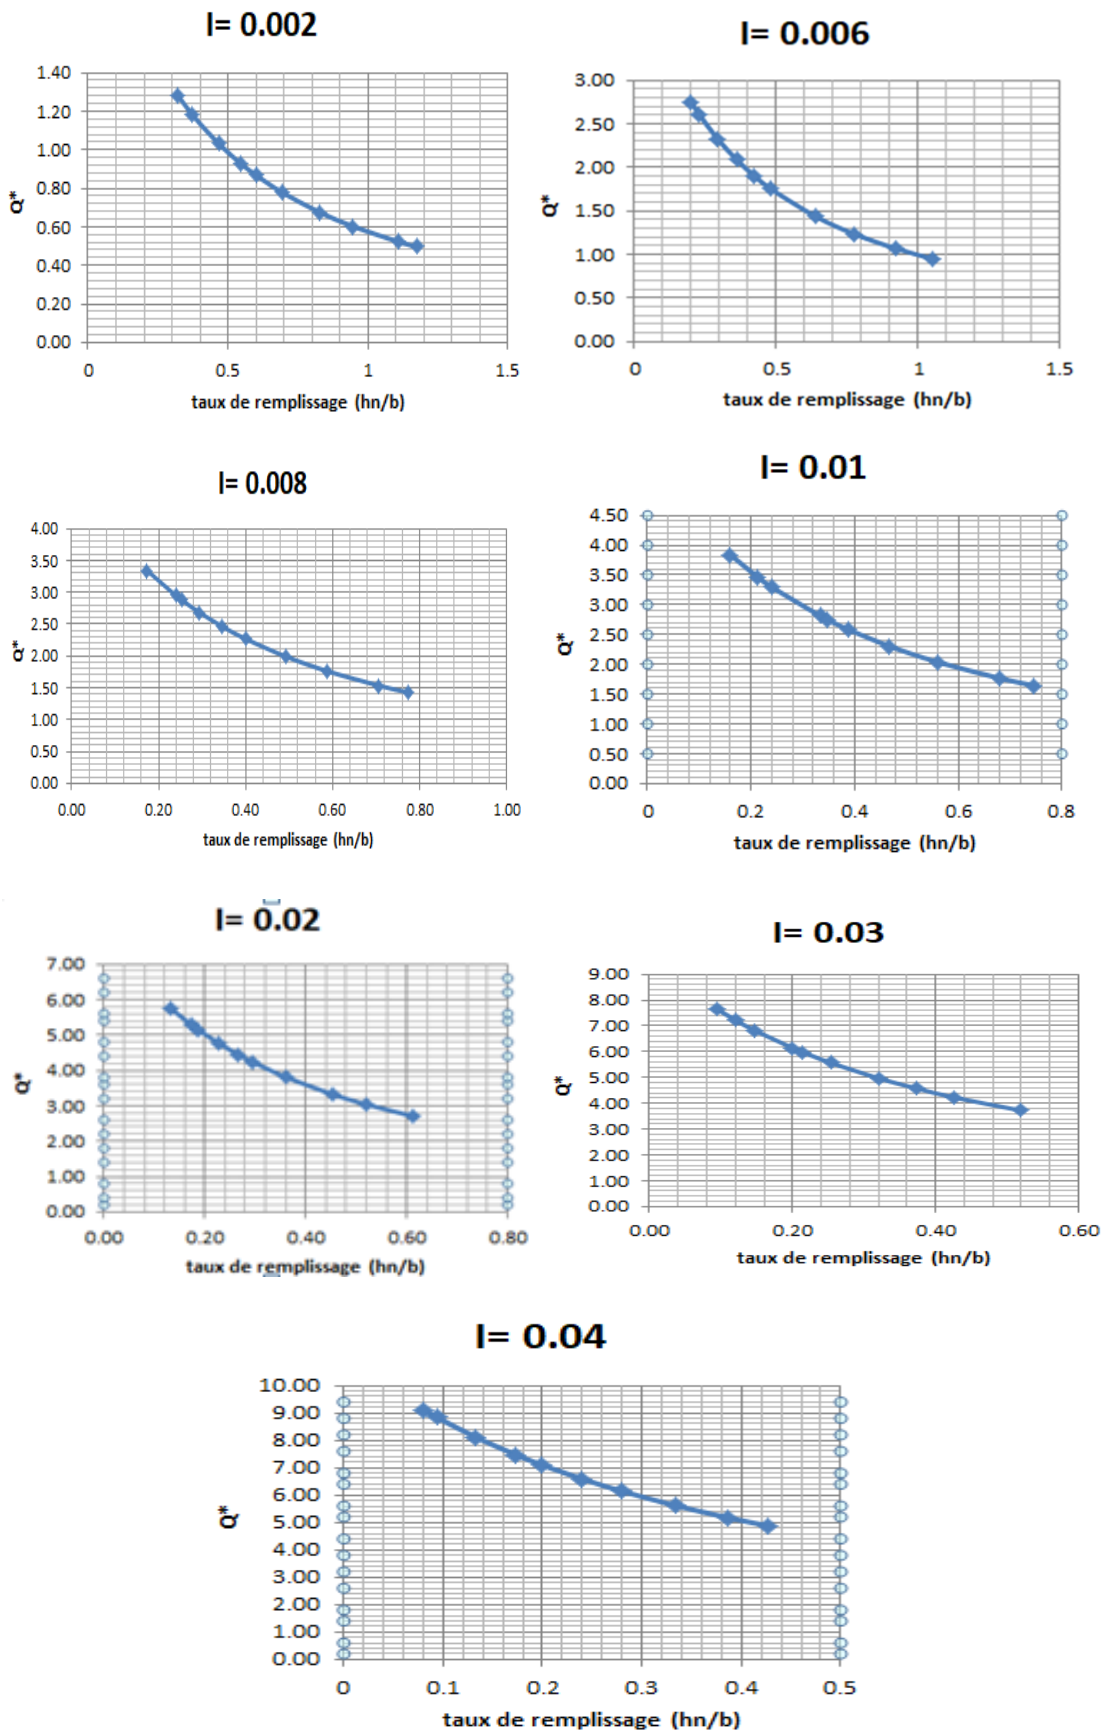 I= 0.002
1.40
1.20
1.00
0.80
0.60
0.40
0.20
0.00
Q*
0 0.5 1 1.5
taux de remplissage (hn/b)
I= 0.006
3.00
2.50
2.00
1.50
1.00
0.50
0.00
Q*
0 0.5 1 1.5
taux de remplissage (hn/b)
I= 0.008
4.00
3.50
3.00
2.50
2.00
1.50
1.00
0.50
0.00
Q*
0.00 0.20 0.40 0.60 0.80 1.00
taux de remplissage (hn/b)
I= 0.01
4.50
4.00
3.50
3.00
2.50
2.00
1.50
1.00
0.50
0.00
Q*
0 0.2 0.4 0.6 0.8
taux de remplissage (hn/b)
I= 0.02
7.00
6.00
5.00
4.00
3.00
2.00
1.00
0.00
Q*
0.00 0.20 0.40 0.60 0.80
taux de remplissage (hn/b)
I= 0.03
9.00
8.00
7.00
6.00
5.00
4.00
3.00
2.00
1.00
0.00
Q*
0.00 0.20 0.40 0.60
taux de remplissage (hn/b)
I= 0.04
10.00
9.00
8.00
7.00
6.00
5.00
4.00
3.00
2.00
1.00
0.00
Q*
0 0.1 0.2 0.3 0.4 0.5
taux de remplissage (hn/b)